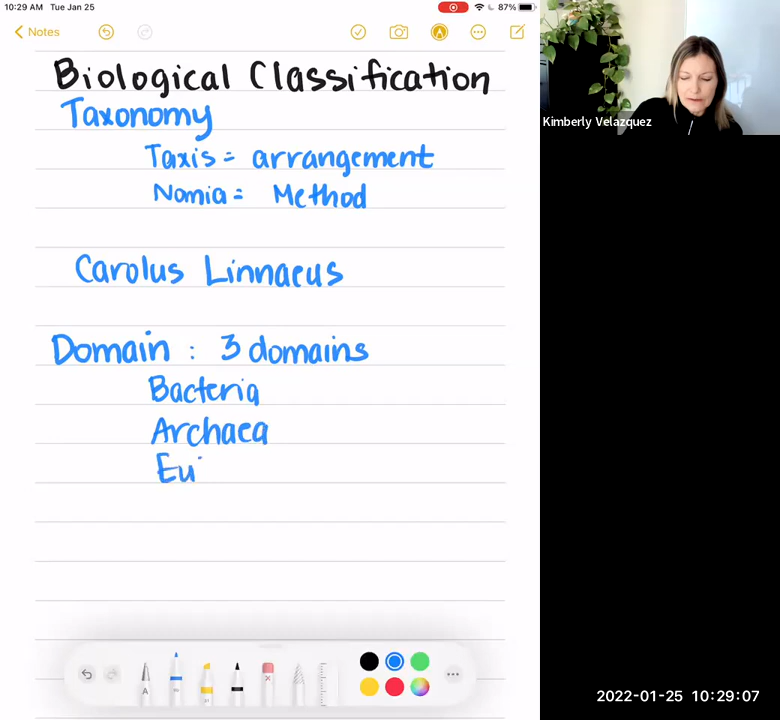 10:29 AM Tue Jan 25
87%
Notes
Biological Classification
Taxonomy
Taxis = arrangement
Nomia = Method
Carolus Linnaeus
Domain : 3 domains
Bacteria
Archaea
Eu
Kimberly Velazquez
A
2022-01-25 10:29:07